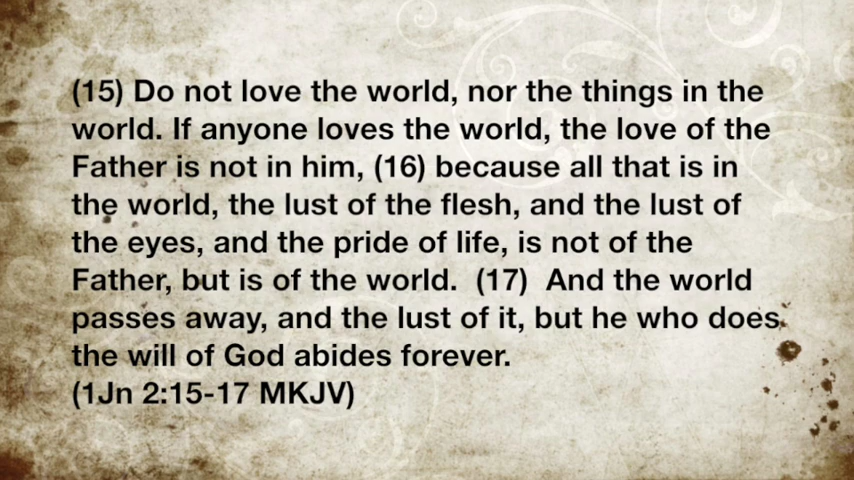 (15) Do not love the world, nor the things in the
world. If anyone loves the world, the love of the
Father is not in him, (16) because all that is in
the world, the lust of the flesh, and the lust of
the eyes, and the pride of life, is not of the
Father, but is of the world.  (17)  And the world
passes away, and the lust of it, but he who does
the will of God abides forever.
(1Jn 2:15-17 MKJV)